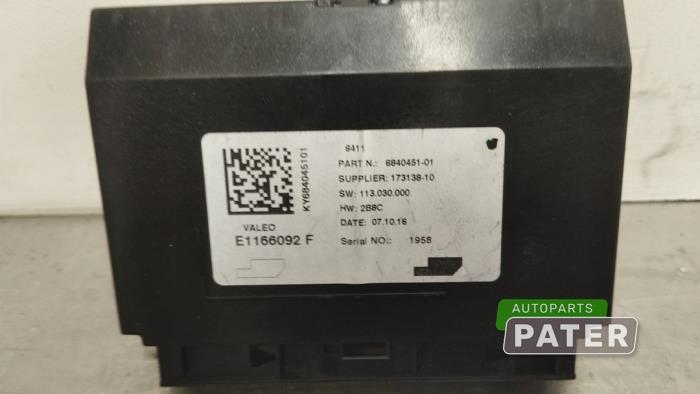 6411
PART N.: 6840451-01
SUPPLIER: 173138-10
SW: 113.030.000
HW: 2B8C
DATE: 07.10.16
Serial NO.: 1958
KY684045101
VALEO
E1166092 F
AUTOPARTS
PATER